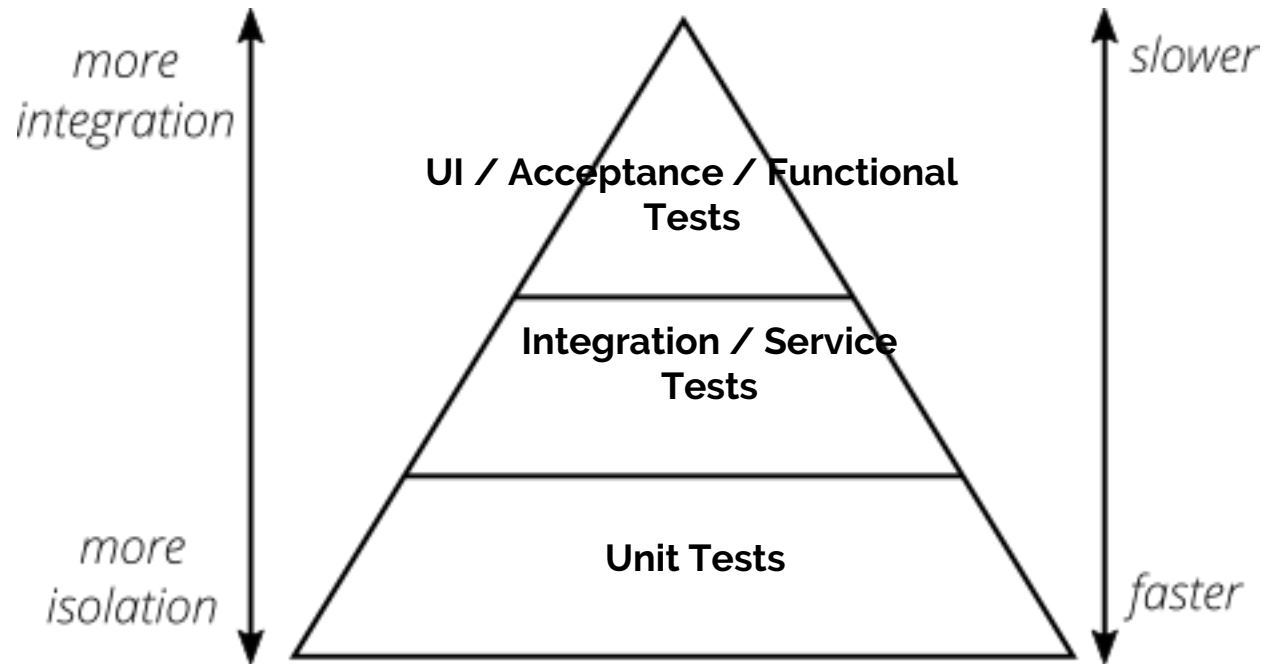 more
integration
slower
UI / Acceptance / Functional
Tests
Integration / Service
Tests
Unit Tests
more
isolation
faster